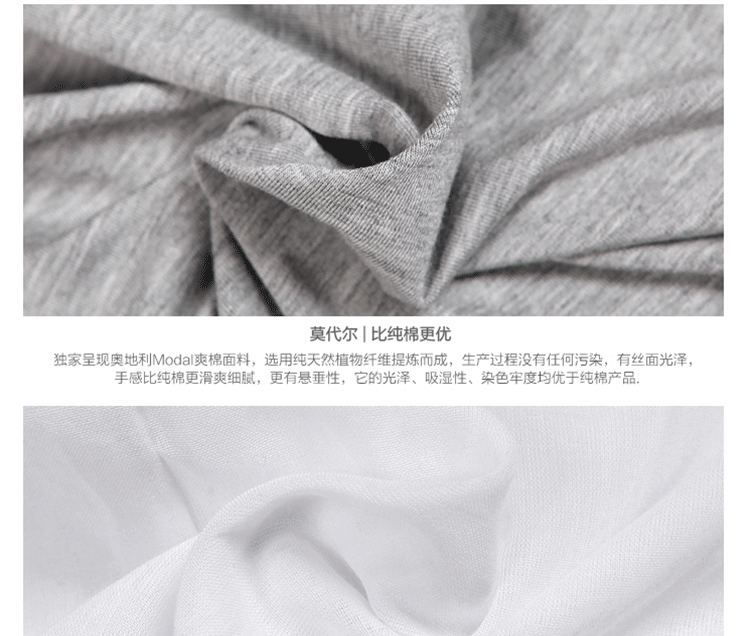 莫代尔 | 比纯棉更优
独家呈现奥地利Modal爽棉面料，选用纯天然植物纤维提炼而成，生产过程没有任何污染，有丝面光泽，
手感比纯棉更滑爽细腻，更有悬垂性，它的光泽、吸湿性、染色牢度均优于纯棉产品.